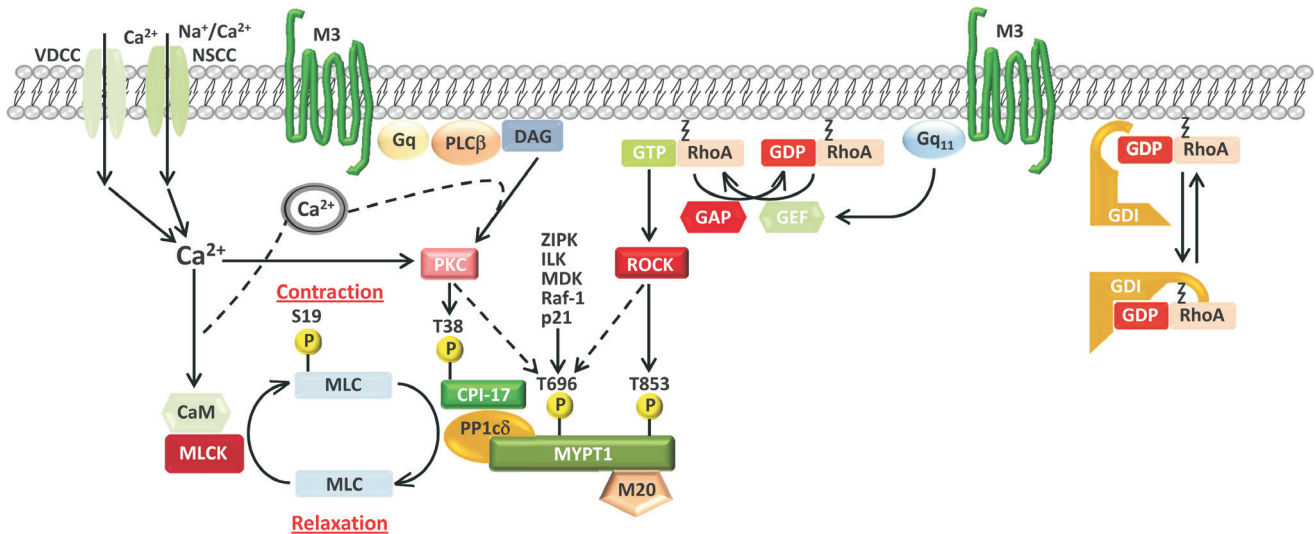 VDCC
Ca²⁺
Na⁺/Ca²⁺
NSCC
M3
M3
Gq
PLCβ
DAG
GTP
RhoA
GDP
RhoA
Gq₁₁
GDP
RhoA
GDI
GAP
GEF
Ca²⁺
Ca²⁺
PKC
ZIPK
ILK
MDK
Raf-1
p21
ROCK
GDI
GDP
RhoA
Contraction
S19
P
MLC
T38
P
CPI-17
T696
P
T853
P
CaM
MLCK
PP1cδ
MYPT1
MLC
M20
Relaxation
z
z
z
z
z
z
z
z